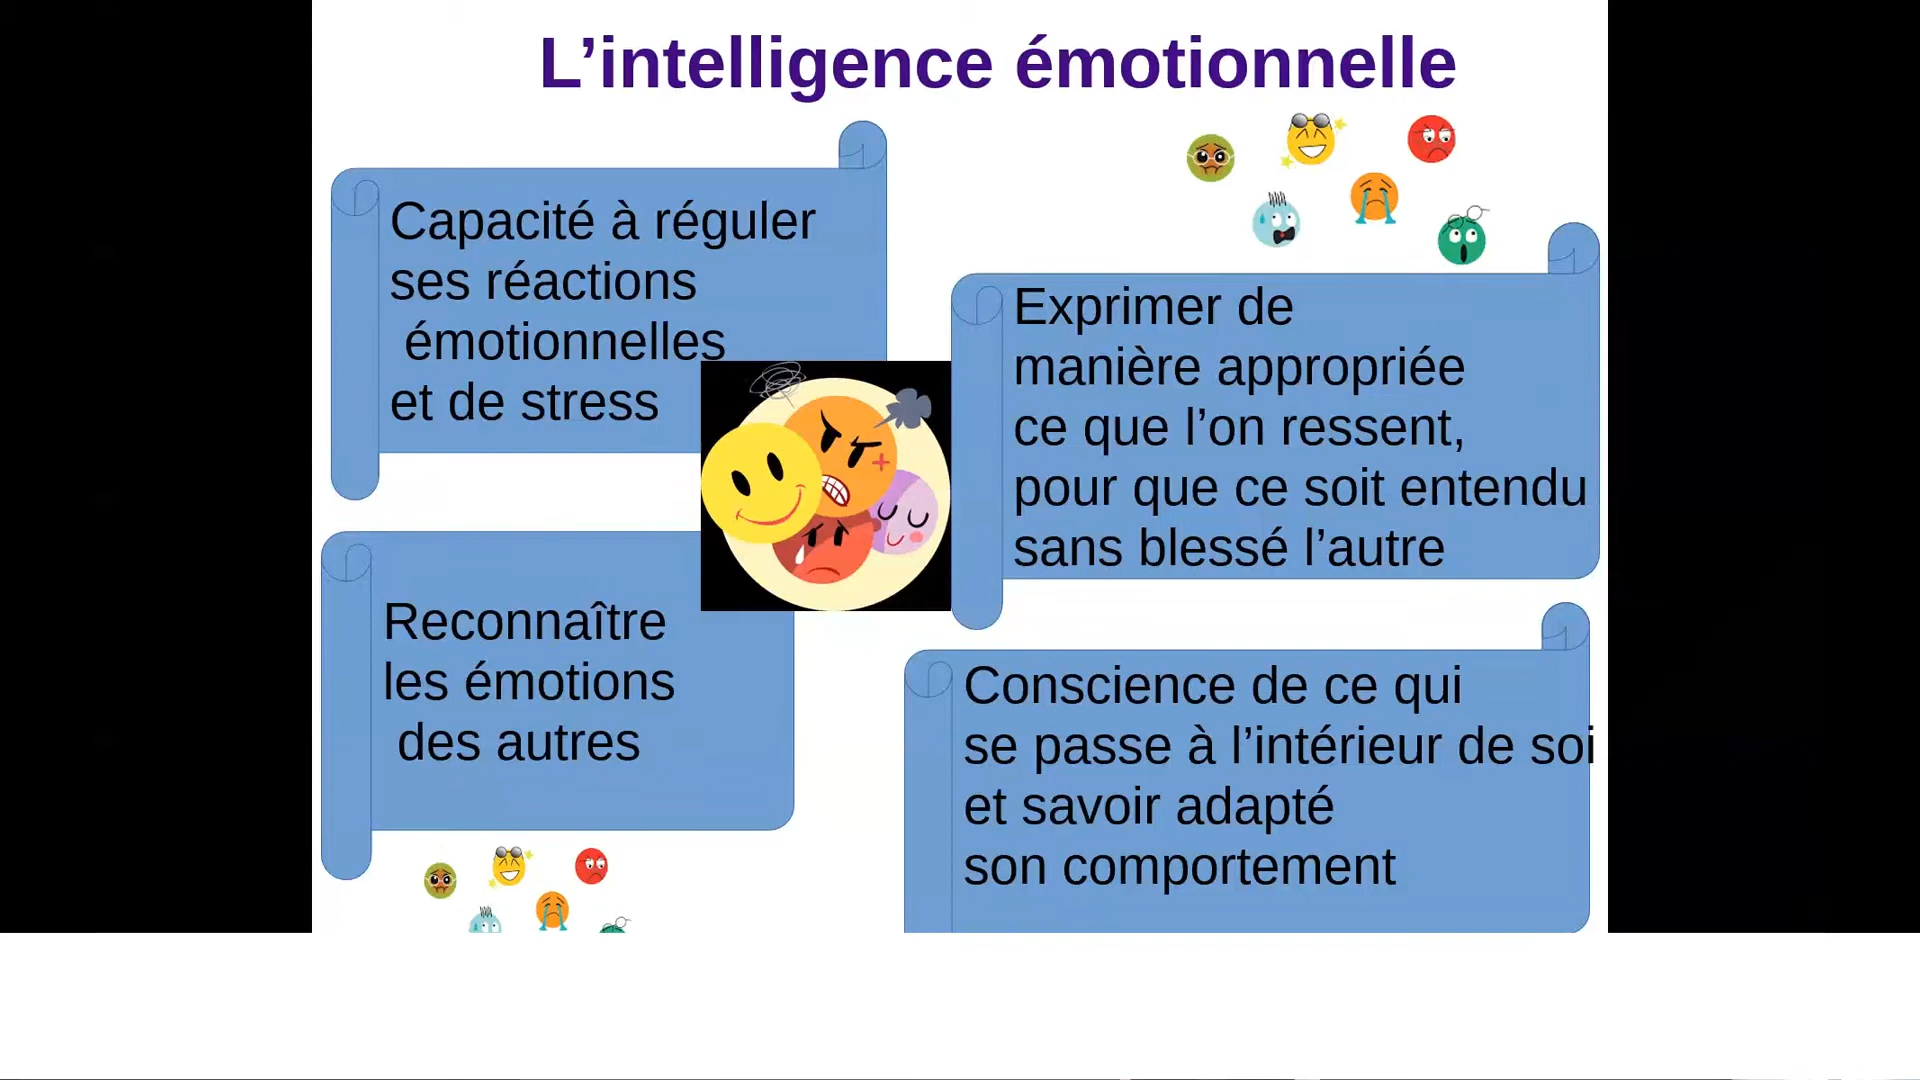 L’intelligence émotionnelle
Capacité à réguler
ses réactions
émotionnelles
et de stress
Exprimer de
manière appropriée
ce que l’on ressent,
pour que ce soit entendu
sans blessé l’autre
Reconnaître
les émotions
des autres
Conscience de ce qui
se passe à l’intérieur de soi
et savoir adapté
son comportement